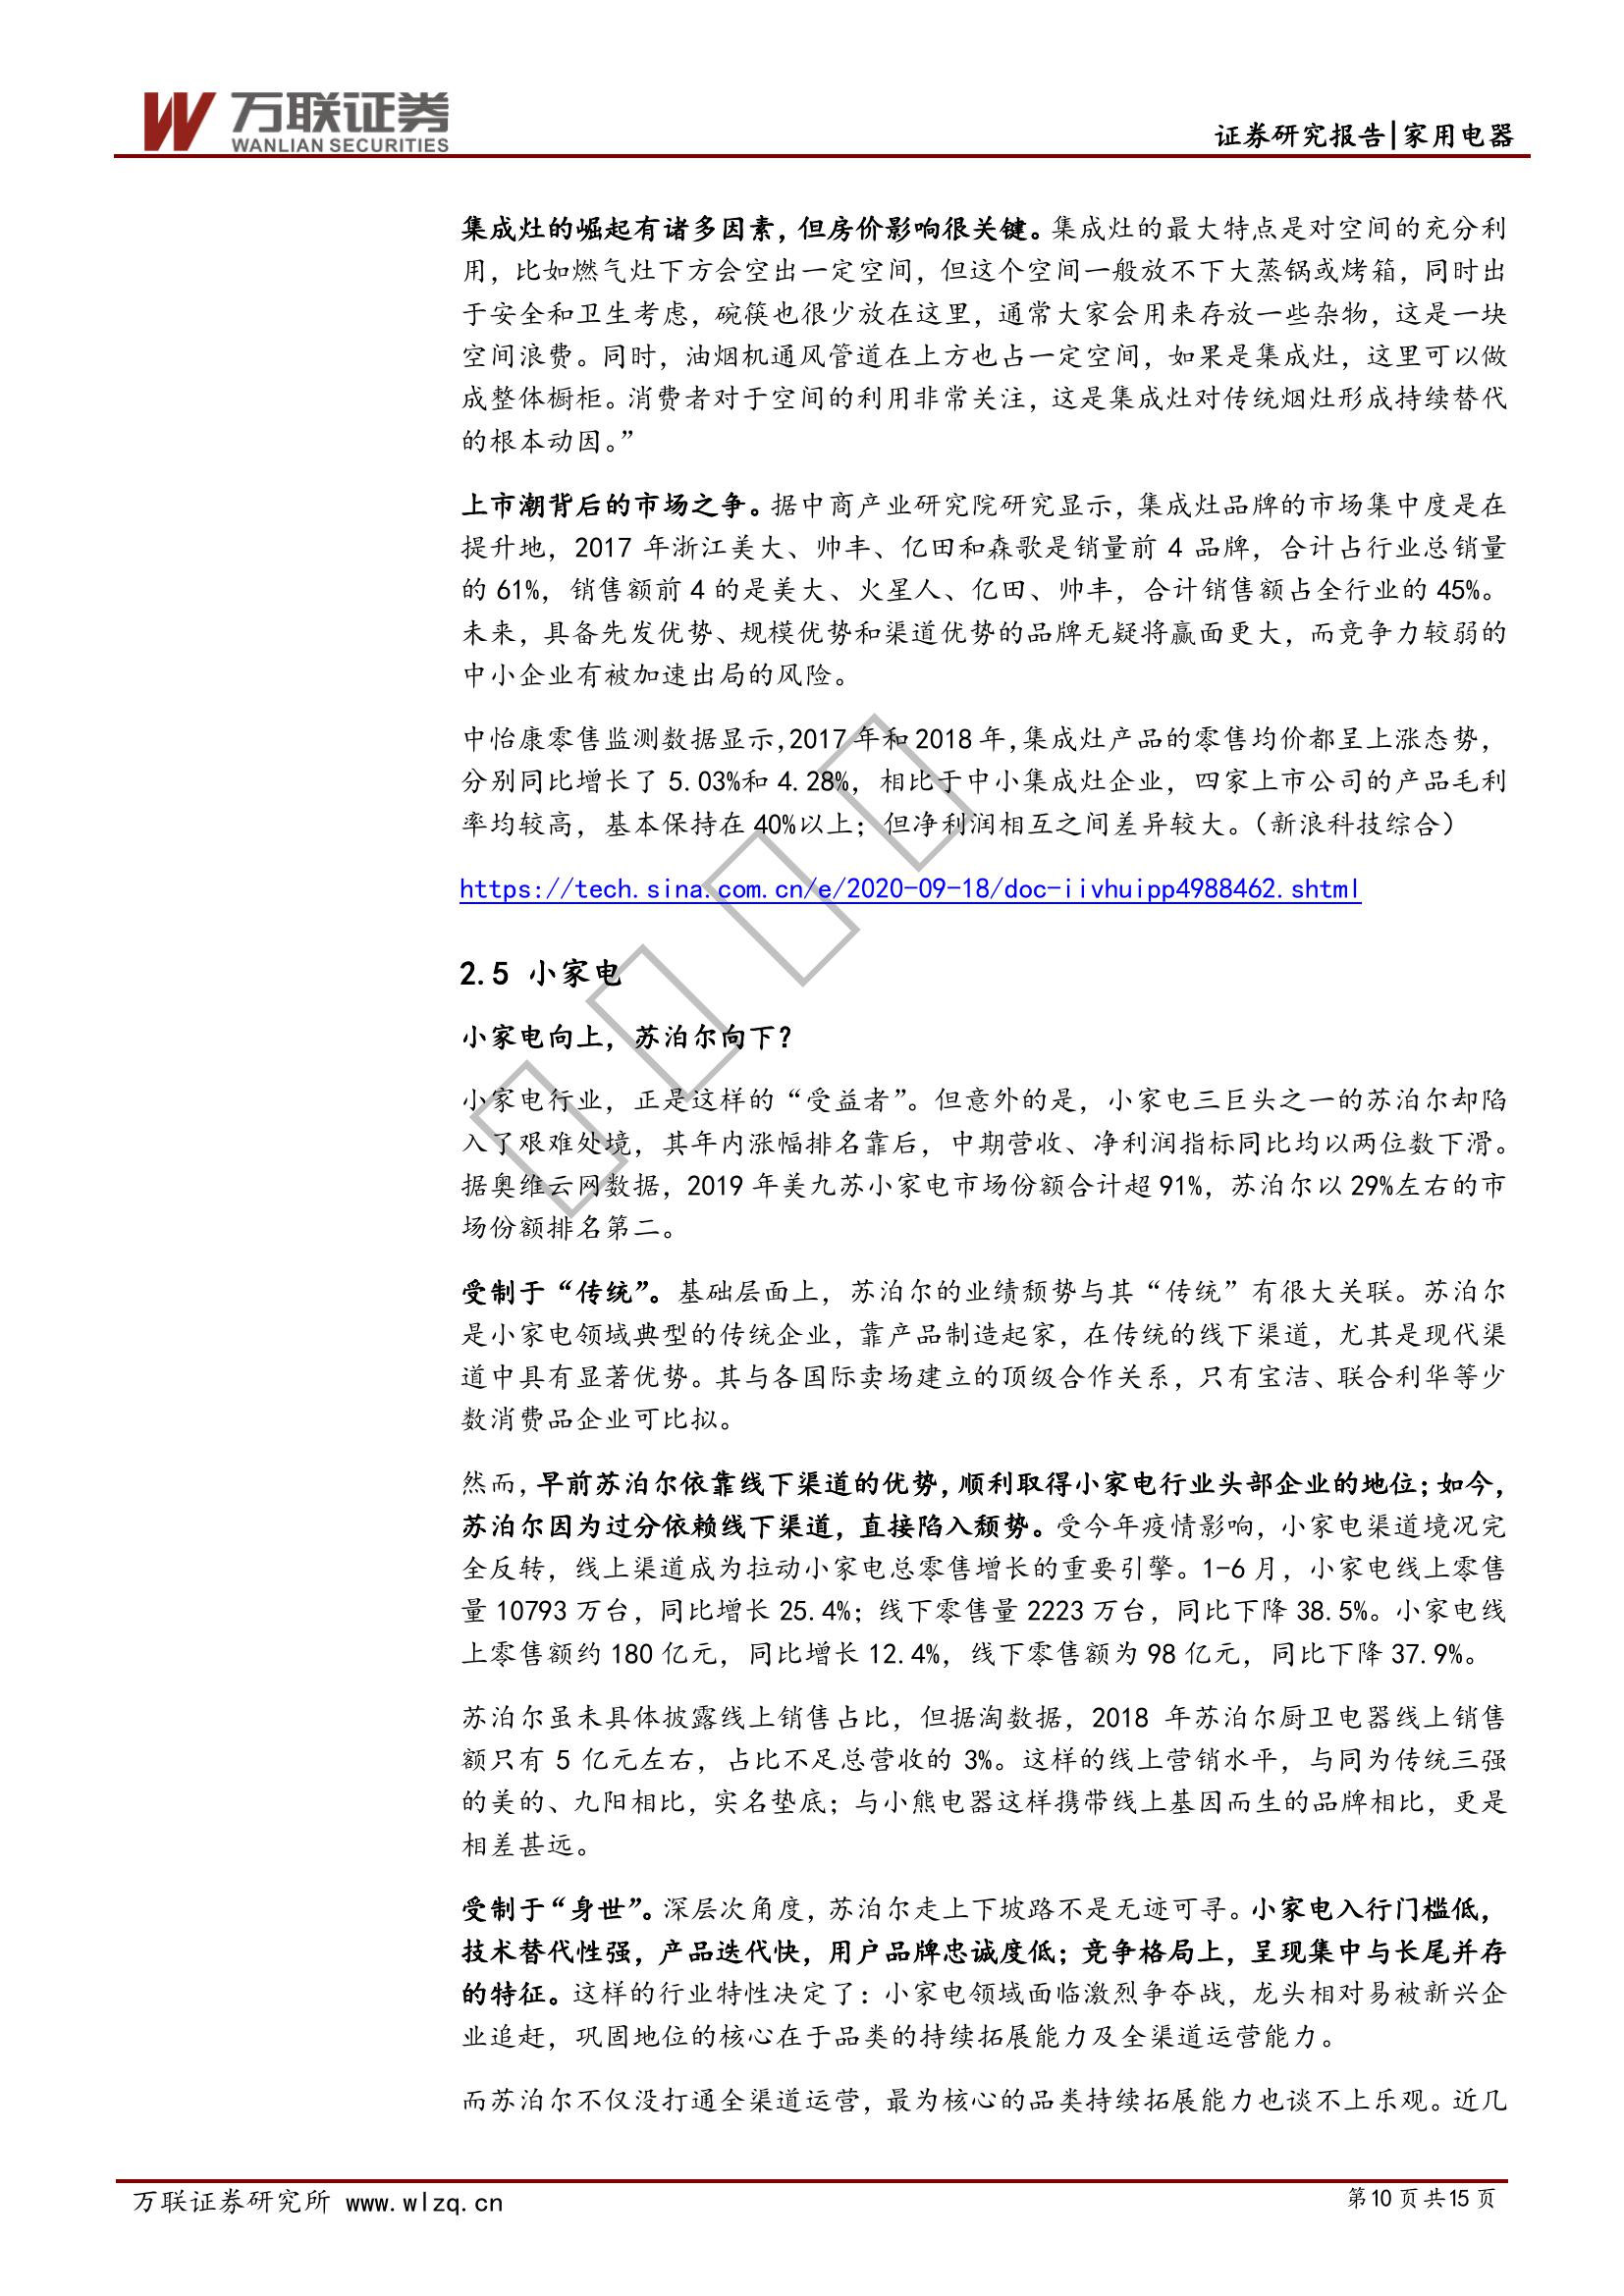 万联证券
WANLIAN SECURITIES
证券研究报告|家用电器
集成灶的崛起有诸多因素，但房价影响很关键。集成灶的最大特点是对空间的充分利
用，比如燃气灶下方会空出一定空间，但这个空间一般放不下大蒸锅或烤箱，同时出
于安全和卫生考虑，碗筷也很少放在这里，通常大家会用来存放一些杂物，这是一块
空间浪费。同时，油烟机通风管道在上方也占一定空间，如果是集成灶，这里可以做
成整体橱柜。消费者对于空间的利用非常关注，这是集成灶对传统烟灶形成持续替代
的根本动因。”
上市潮背后的市场之争。据中商产业研究院研究显示，集成灶品牌的市场集中度是在
提升地，2017 年浙江美大、帅丰、亿田和森歌是销量前 4 品牌，合计占行业总销量
的 61%，销售额前 4 的是美大、火星人、亿田、帅丰，合计销售额占全行业的 45%。
未来，具备先发优势、规模优势和渠道优势的品牌无疑将赢面更大，而竞争力较弱的
中小企业有被加速出局的风险。
中怡康零售监测数据显示，2017 年和 2018 年，集成灶产品的零售均价都呈上涨态势，
分别同比增长了 5.03%和 4.28%，相比于中小集成灶企业，四家上市公司的产品毛利
率均较高，基本保持在 40%以上；但净利润相互之间差异较大。（新浪科技综合）
https://tech.sina.com.cn/e/2020-09-18/doc-iivhuipp4988462.shtml
2.5 小家电
小家电向上，苏泊尔向下？
小家电行业，正是这样的“受益者”。但意外的是，小家电三巨头之一的苏泊尔却陷
入了艰难处境，其年内涨幅排名靠后，中期营收、净利润指标同比均以两位数下滑。
据奥维云网数据，2019 年美九苏小家电市场份额合计超 91%，苏泊尔以 29%左右的市
场份额排名第二。
受制于“传统”。基础层面上，苏泊尔的业绩颓势与其“传统”有很大关联。苏泊尔
是小家电领域典型的传统企业，靠产品制造起家，在传统的线下渠道，尤其是现代渠
道中具有显著优势。其与各国际卖场建立的顶级合作关系，只有宝洁、联合利华等少
数消费品企业可比拟。
然而，早前苏泊尔依靠线下渠道的优势，顺利取得小家电行业头部企业的地位；如今，
苏泊尔因为过分依赖线下渠道，直接陷入颓势。受今年疫情影响，小家电渠道境况完
全反转，线上渠道成为拉动小家电总零售增长的重要引擎。1-6 月，小家电线上零售
量 10793 万台，同比增长 25.4%；线下零售量 2223 万台，同比下降 38.5%。小家电线
上零售额约 180 亿元，同比增长 12.4%，线下零售额为 98 亿元，同比下降 37.9%。
苏泊尔虽未具体披露线上销售占比，但据淘数据，2018 年苏泊尔厨卫电器线上销售
额只有 5 亿元左右，占比不足总营收的 3%。这样的线上营销水平，与同为传统三强
的美的、九阳相比，实名垫底；与小熊电器这样携带线上基因而生的品牌相比，更是
相差甚远。
受制于“身世”。深层次角度，苏泊尔走上下坡路不是无迹可寻。小家电入行门槛低，
技术替代性强，产品迭代快，用户品牌忠诚度低；竞争格局上，呈现集中与长尾并存
的特征。这样的行业特性决定了：小家电领域面临激烈争夺战，龙头相对易被新兴企
业追赶，巩固地位的核心在于品类的持续拓展能力及全渠道运营能力。
而苏泊尔不仅没打通全渠道运营，最为核心的品类持续拓展能力也谈不上乐观。近几
万联证券研究所 www.wlzq.cn
第10 页 共15 页